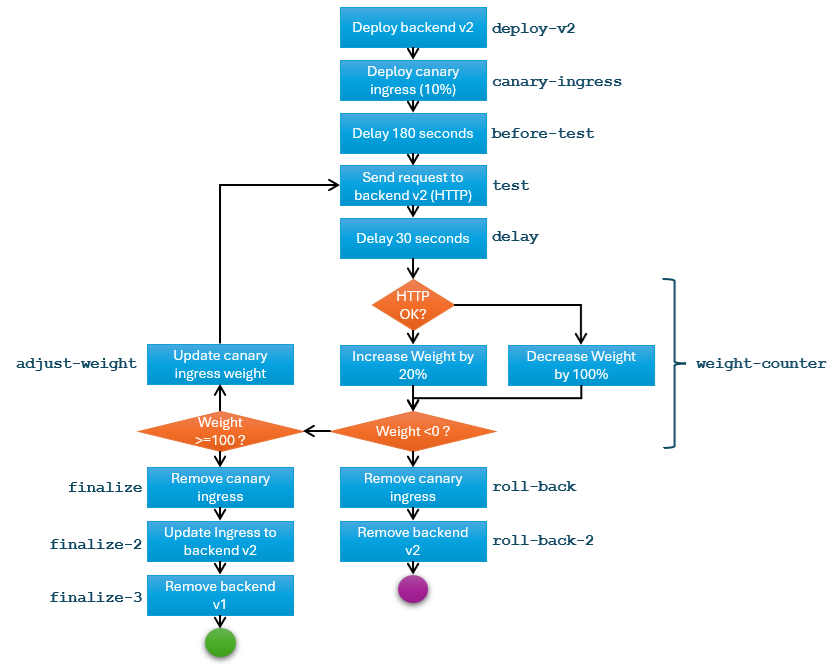 Deploy backend v2
deploy-v2
Deploy canary
ingress (10%)
canary-ingress
Delay 180 seconds
before-test
Send request to
backend v2 (HTTP)
test
Delay 30 seconds
delay
HTTP
OK?
adjust-weight
Update canary
ingress weight
Increase Weight by
20%
Decrease Weight
by 100%
weight-counter
Weight
>=100 ?
Weight <0 ?
finalize
Remove canary
ingress
Remove canary
ingress
roll-back
finalize-2
Update Ingress to
backend v2
Remove backend
v2
roll-back-2
finalize-3
Remove backend
v1